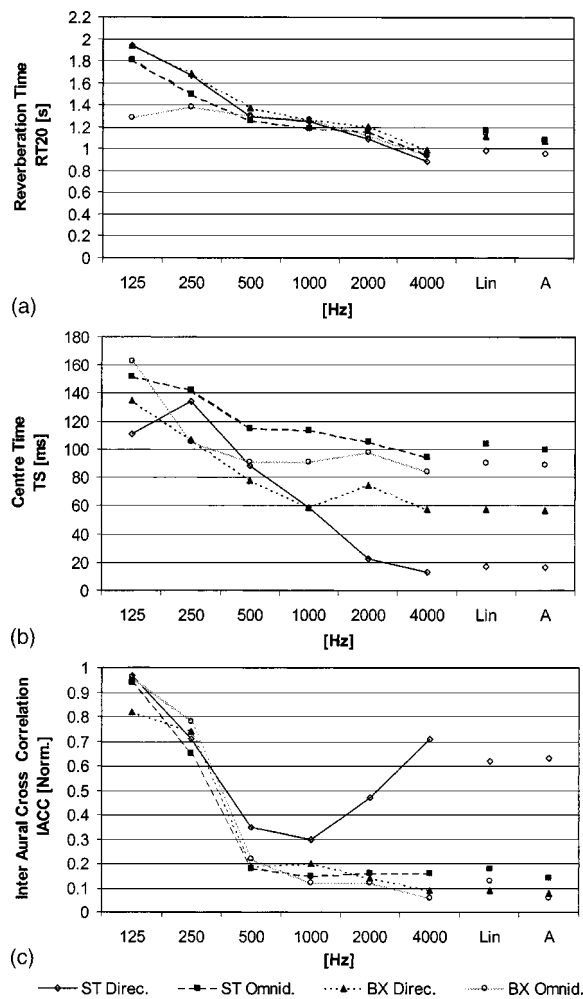 2.2
2
1.8
1.6
1.4
1.2
1
0.8
0.6
0.4
0.2
0
Reverberation Time
RT20 [s]
125 250 500 1000 2000 4000 Lin A
[Hz]
(a)
180
160
140
120
100
80
60
40
20
0
Centre Time
TS [ms]
125 250 500 1000 2000 4000 Lin A
[Hz]
(b)
1
0.9
0.8
0.7
0.6
0.5
0.4
0.3
0.2
0.1
0
Inter Aural Cross Correlation
IACC [Norm.]
125 250 500 1000 2000 4000 Lin A
[Hz]
(c)
ST Direc. ST Omnid. BX Direc. BX Omnid.